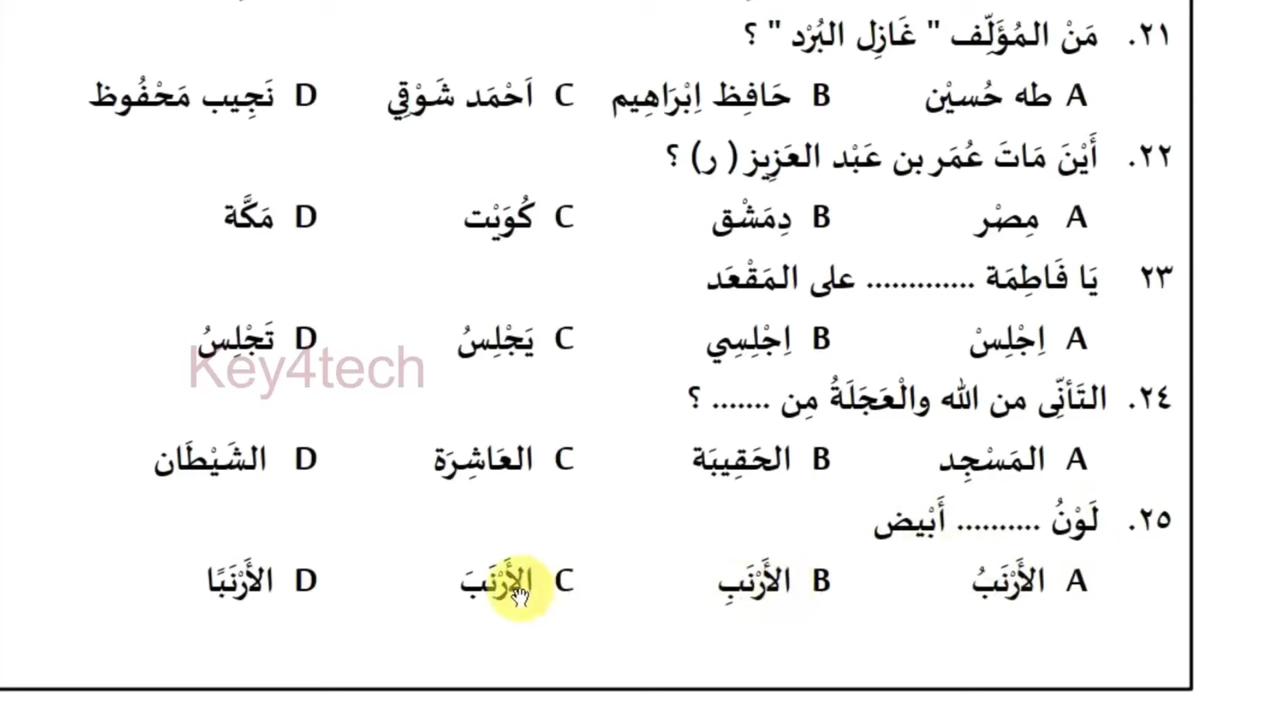 ٢١. مَنْ المُؤَلِّف " غَازِل البُرْد " ؟
A طه حُسيْن B حَافِظ اِبْرَاهِيم C اَحْمَد شَوْقِي D نَجِيب مَحْفُوظ
٢٢. أَيْنَ مَاتَ عُمَر بن عَبْد العَزِيز ( ر) ؟
A مِصْر B دِمَشْق C كُوَيْت D مَكَّة
٢٣ يَا فَاطِمَة ............. على المَقْعَد
A اِجْلِسْ B اِجْلِسِي C يَجْلِسُ D تَجْلِسُ
Key4tech
٢٤. التَأنِّى من الله والْعَجَلَةُ مِن ....... ؟
A المَسْجِد B الحَقِيبَة C العَاشِرَة D الشَيْطَان
٢٥. لَوْنُ .......... أَبْيض
A الأَرْنَبُ B الأَرْنَبِ C الأَرْنَبَ D الأَرْنَبًا